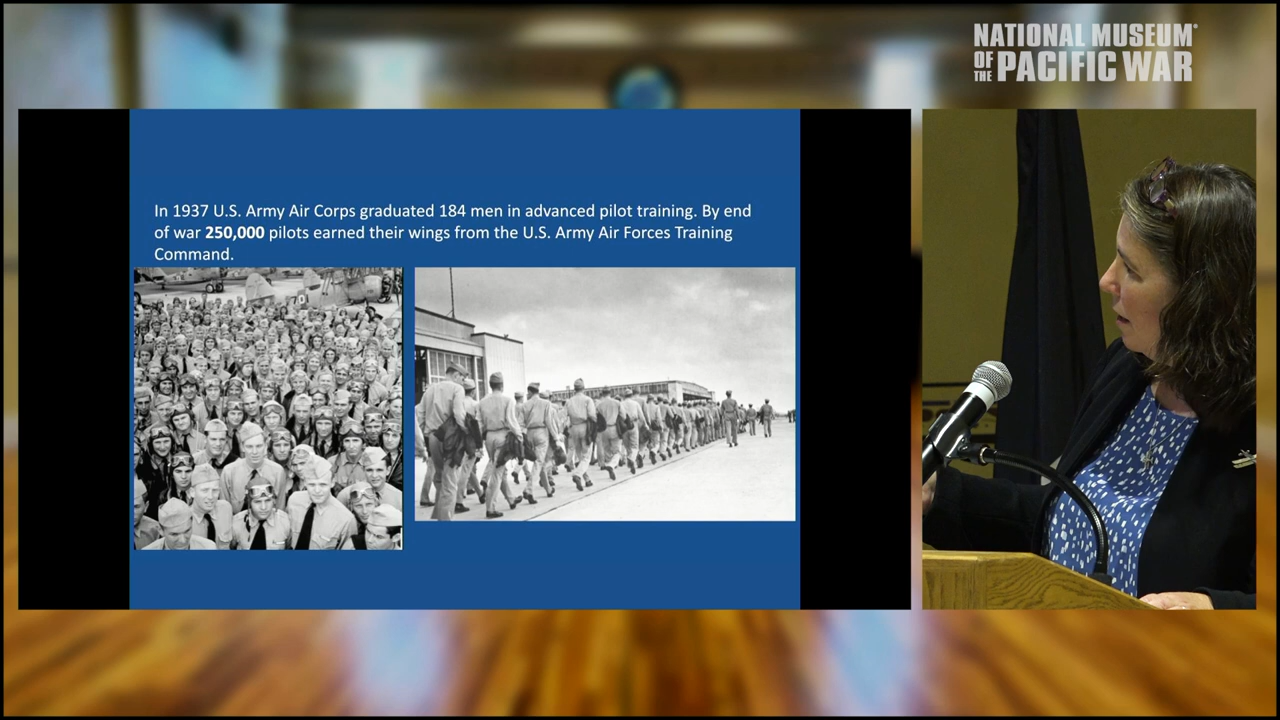 NATIONAL MUSEUM
OF THE PACIFIC WAR
In 1937 U.S. Army Air Corps graduated 184 men in advanced pilot training. By end
of war 250,000 pilots earned their wings from the U.S. Army Air Forces Training
Command.